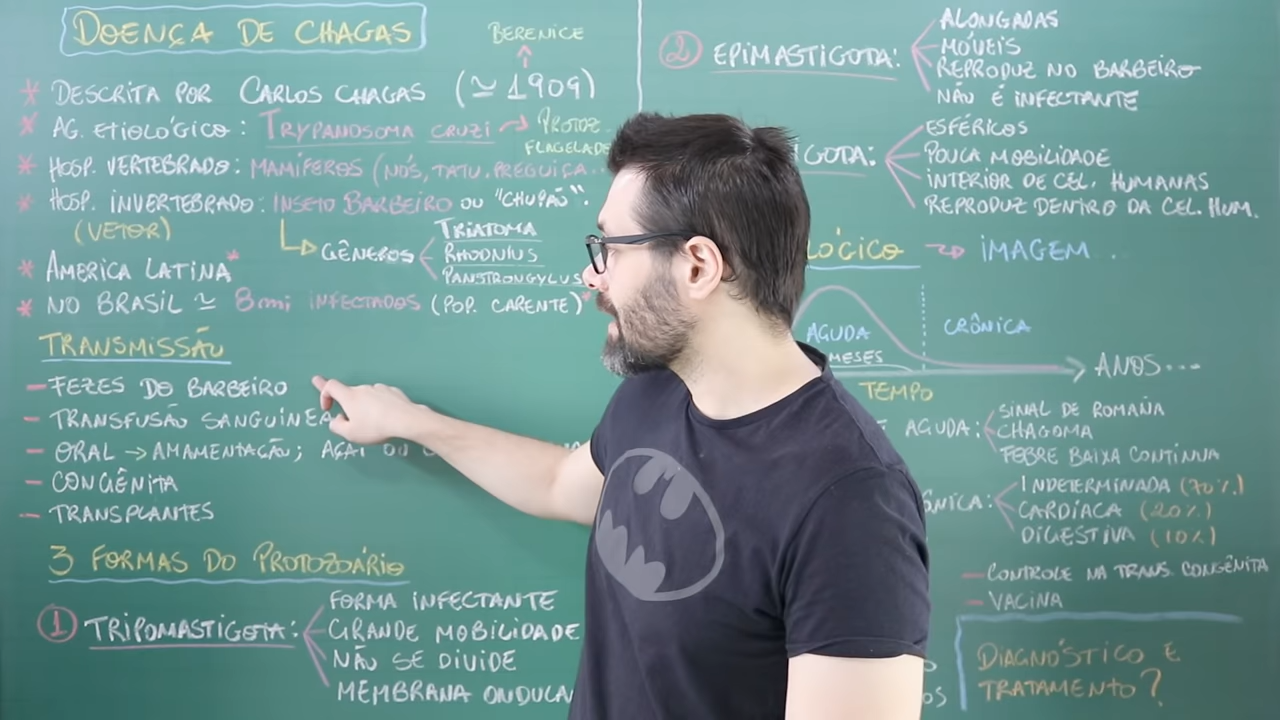 DOENÇA DE CHAGAS
BERENICE
* DESCRITA POR CARLOS CHAGAS (≃ 1909)
* AG. ETIOLÓGICO: TRYPANOSOMA CRUZI → PROTOZ.
FLAGELADO
* HOSP. VERTEBRADO: MAMÍFEROS (NÓS, TATU, PREGUIÇA..
* HOSP. INVERTEBRADO: INSETO BARBEIRO OU "CHUPÃO".
(VETOR)
GÊNEROS
TRIATOMA
RHODNIUS
PANSTRONGYLUS
* AMÉRICA LATINA*
* NO BRASIL ≃ 8mi INFECTADOS (POP. CARENTE)*
TRANSMISSÃO
- FEZES DO BARBEIRO
- TRANSFUSÃO SANGUÍNEA
- ORAL → AMAMENTAÇÃO; AÇAÍ OU
- CONGÊNITA
- TRANSPLANTES
3 FORMAS DO PROTOZOÁRIO
① TRIPOMASTIGOTA:
FORMA INFECTANTE
GRANDE MOBILIDADE
NÃO SE DIVIDE
MEMBRANA ONDULA
② EPIMASTIGOTA:
ALONGADAS
MÓVEIS
REPRODUZ NO BARBEIRO
NÃO É INFECTANTE
IGOTA:
ESFÉRICOS
POUCA MOBILIDADE
INTERIOR DE CEL. HUMANAS
REPRODUZ DENTRO DA CEL. HUM.
LÓGICO → IMAGEM...
AGUDA
MESES
CRÔNICA
ANOS...
TEMPO
E AGUDA:
SINAL DE ROMAÑA
CHAGOMA
FEBRE BAIXA CONTÍNUA
ÔNICA:
INDETERMINADA (70%)
CARDÍACA (20%)
DIGESTIVA (10%)
- CONTROLE NA TRANS. CONGÊNITA
- VACINA
DIAGNÓSTICO E
TRATAMENTO?